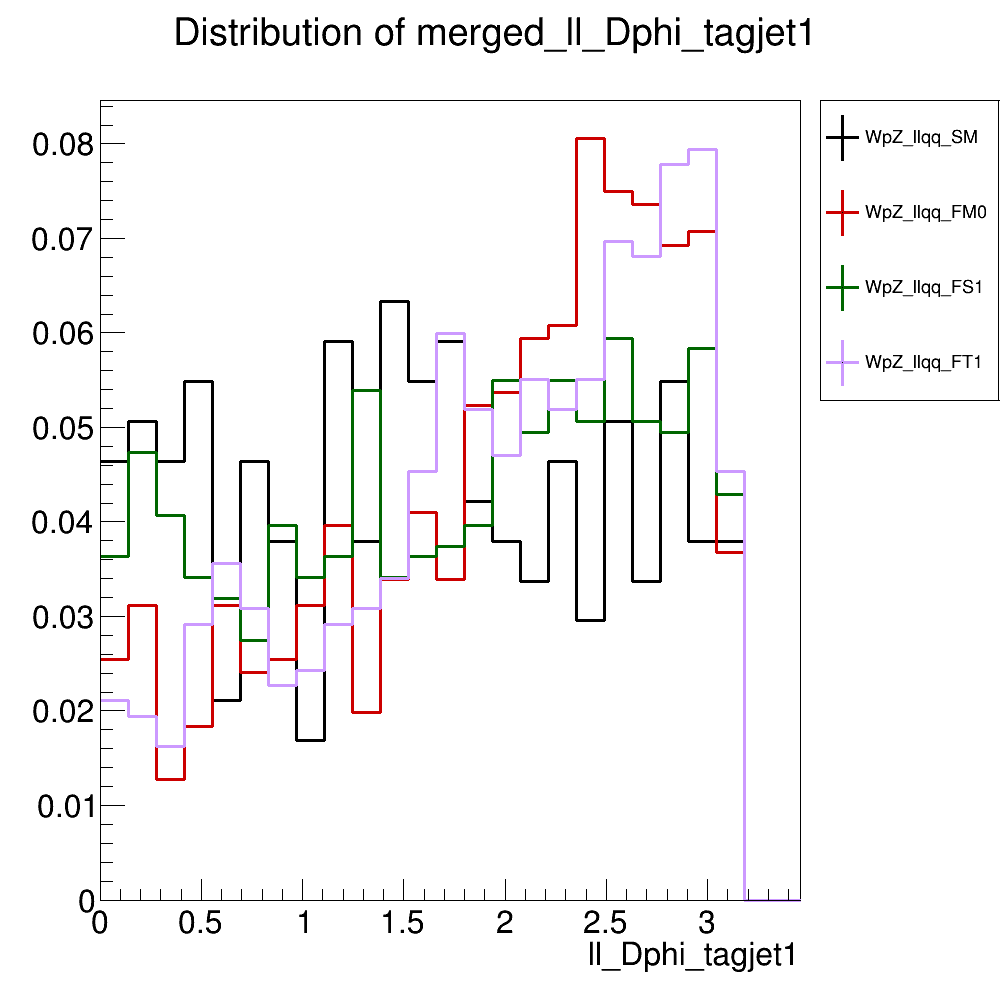 Distribution of merged_ll_Dphi_tagjet1
WpZ_llqq_SM
WpZ_llqq_FM0
WpZ_llqq_FS1
WpZ_llqq_FT1
0.08
0.07
0.06
0.05
0.04
0.03
0.02
0.01
0
0 0.5 1 1.5 2 2.5 3
ll_Dphi_tagjet1